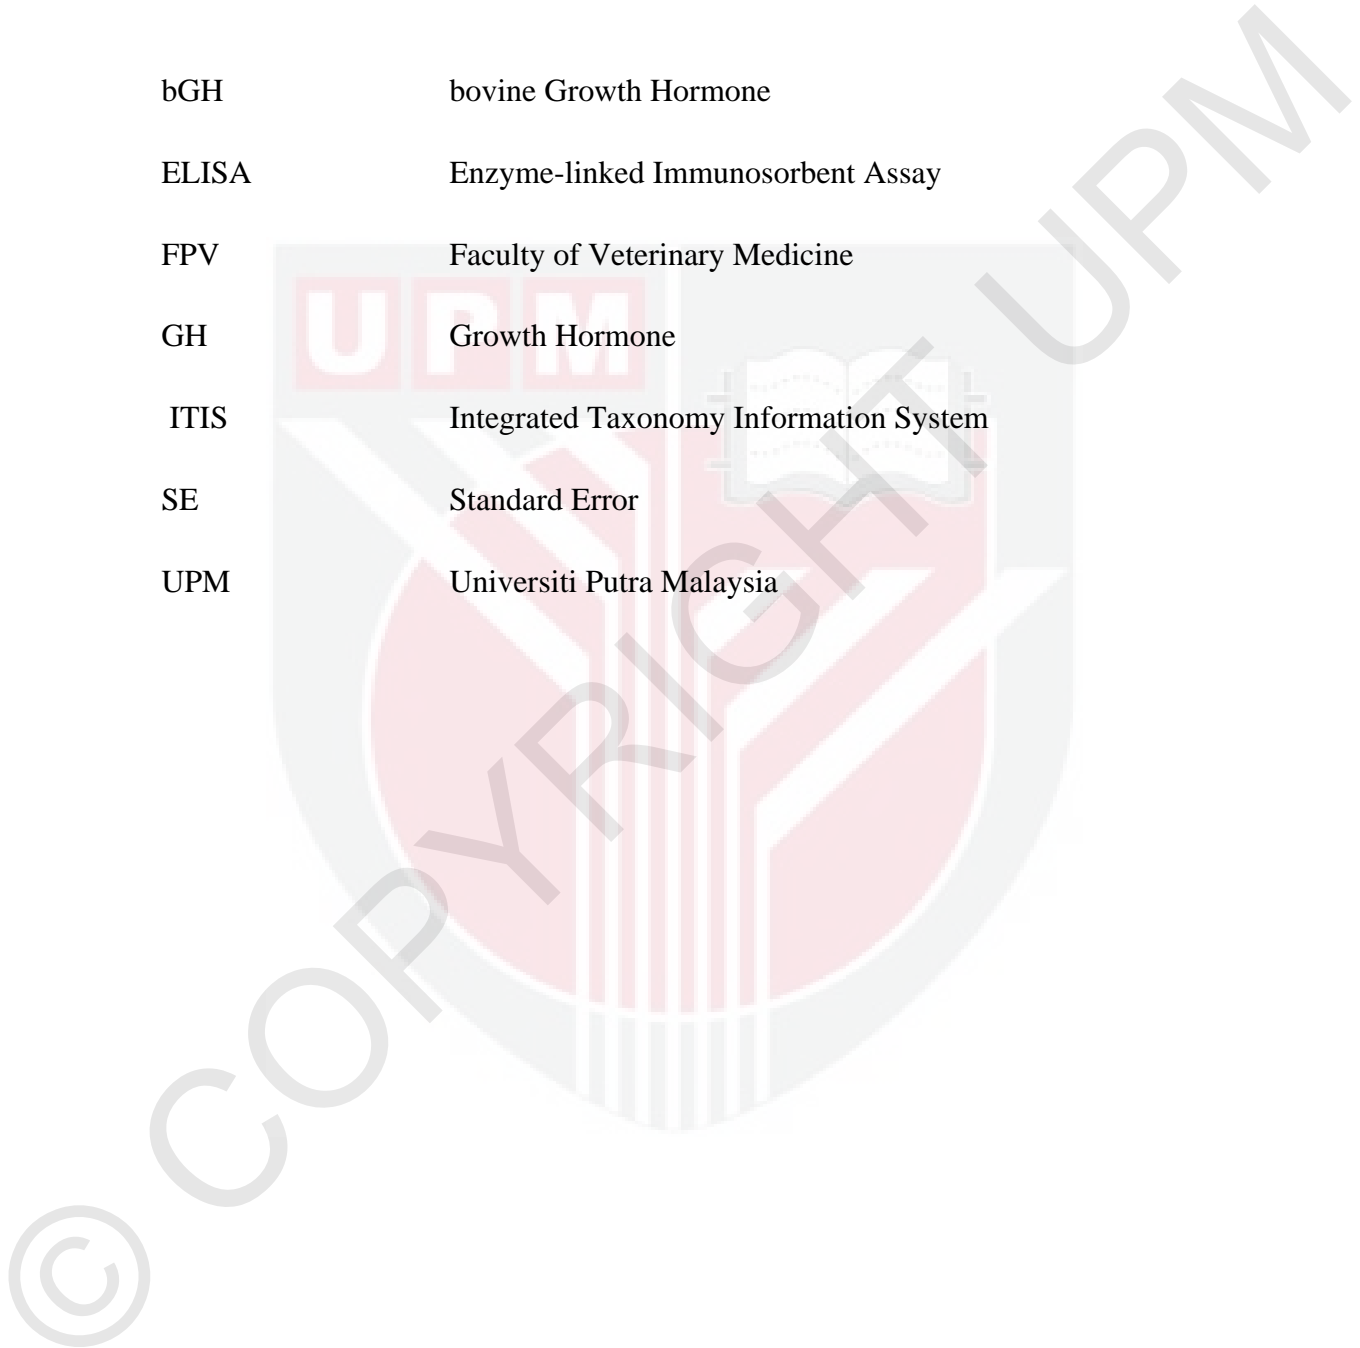 bGH bovine Growth Hormone
ELISA Enzyme-linked Immunosorbent Assay
FPV Faculty of Veterinary Medicine
GH Growth Hormone
ITIS Integrated Taxonomy Information System
SE Standard Error
UPM Universiti Putra Malaysia
UPM
© COPYRIGHT UPM